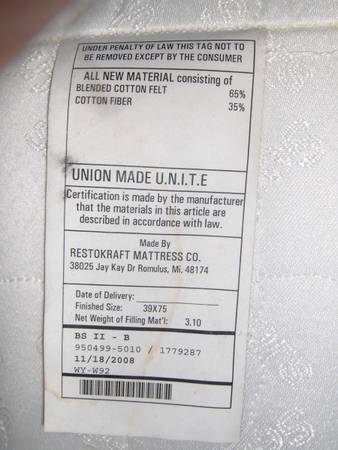 UNDER PENALTY OF LAW THIS TAG NOT TO
BE REMOVED EXCEPT BY THE CONSUMER
ALL NEW MATERIAL consisting of
BLENDED COTTON FELT 65%
COTTON FIBER 35%
UNION MADE U.N.I.T.E
Certification is made by the manufacturer
that the materials in this article are
described in accordance with law.
Made By
RESTOKRAFT MATTRESS CO.
38025 Jay Kay Dr Romulus, Mi. 48174
Date of Delivery:
Finished Size: 39X75
Net Weight of Filling Mat'l: 3.10
BS II - B
950499-5010 / 1779287
11/18/2008
WY-W92